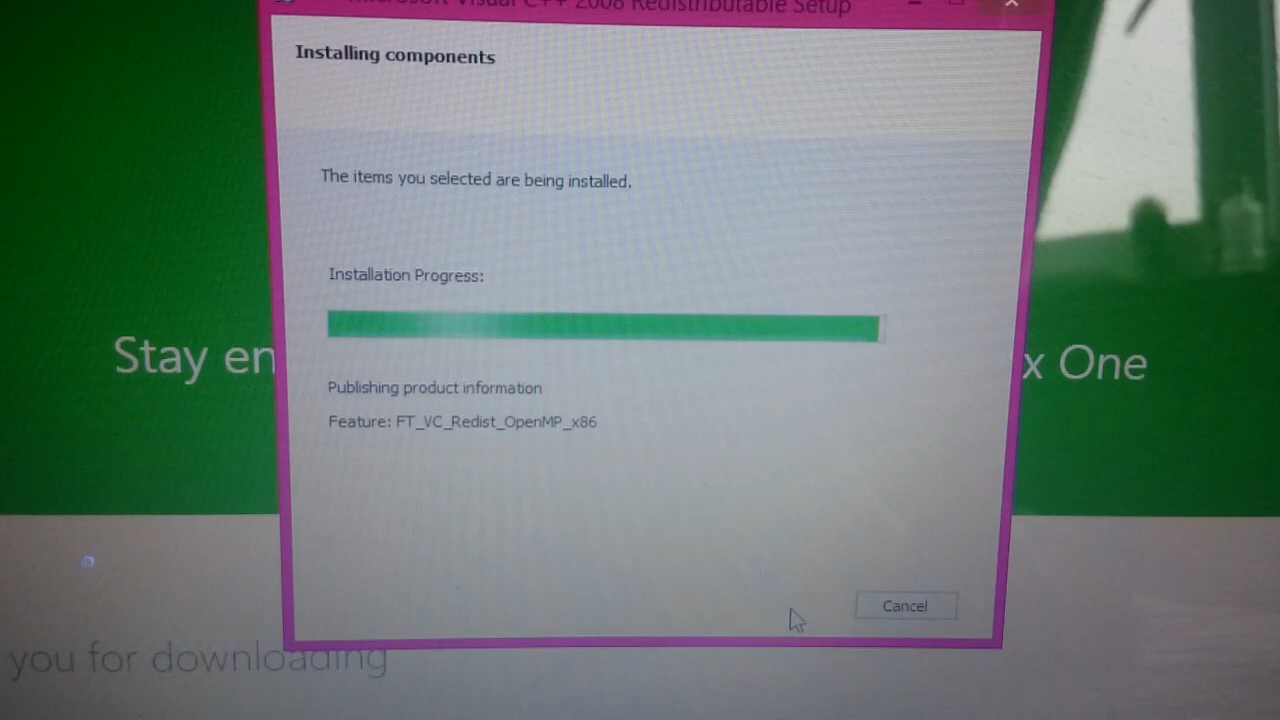 Microsoft Visual C++ 2008 Redistributable Setup
Installing components
The items you selected are being installed.
Installation Progress:
Stay en
x One
Publishing product information
Feature: FT_VC_Redist_OpenMP_x86
Cancel
you for downloading